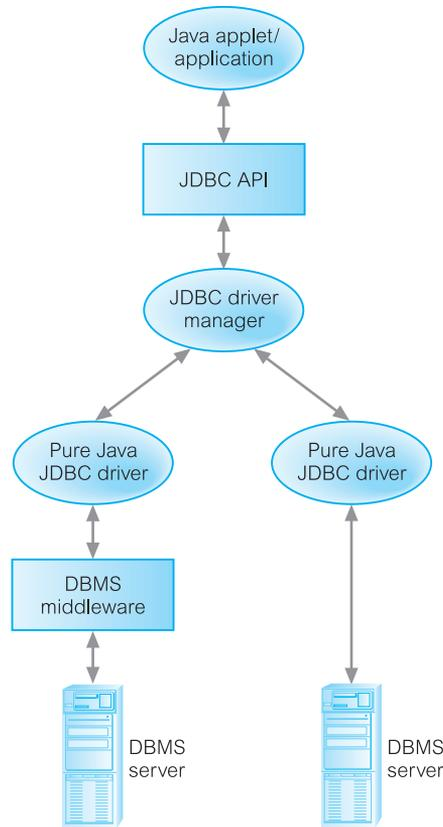 Java applet/
application
JDBC API
JDBC driver
manager
Pure Java
JDBC driver
Pure Java
JDBC driver
DBMS
middleware
DBMS
server
DBMS
server